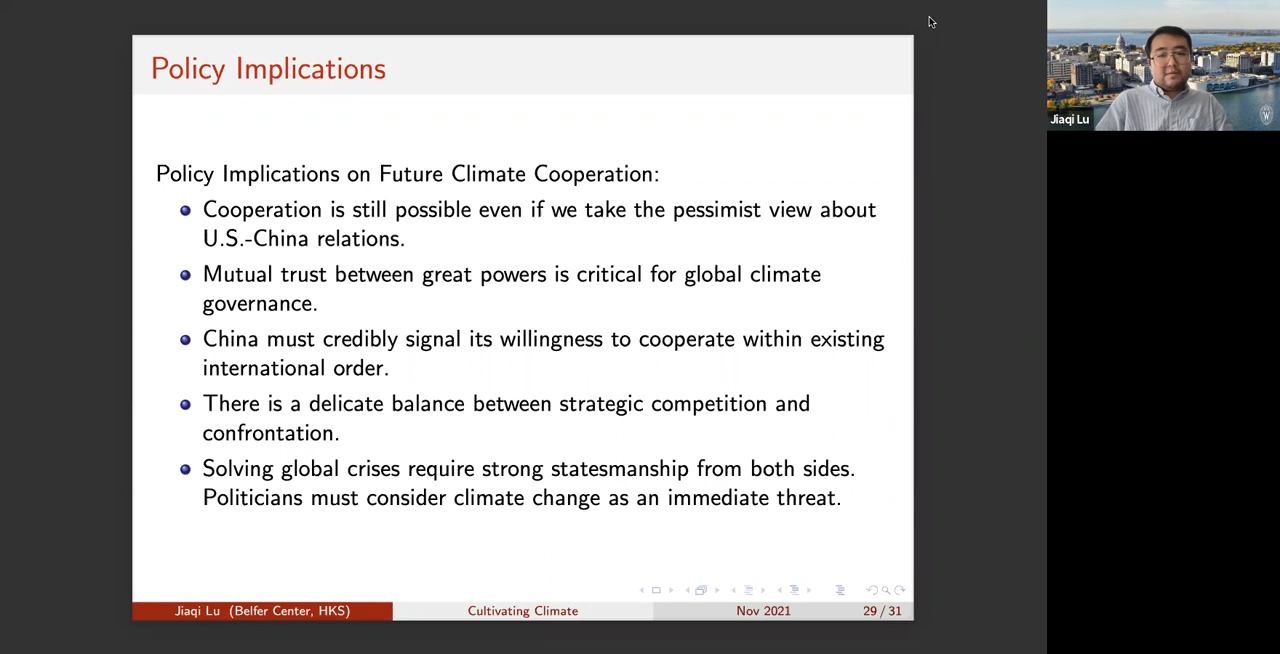 Policy Implications
Policy Implications on Future Climate Cooperation:
Cooperation is still possible even if we take the pessimist view about
U.S.-China relations.
Mutual trust between great powers is critical for global climate
governance.
China must credibly signal its willingness to cooperate within existing
international order.
There is a delicate balance between strategic competition and
confrontation.
Solving global crises require strong statesmanship from both sides.
Politicians must consider climate change as an immediate threat.
Jiaqi Lu (Belfer Center, HKS)
Cultivating Climate
Nov 2021
29 / 31
Jiaqi Lu
W